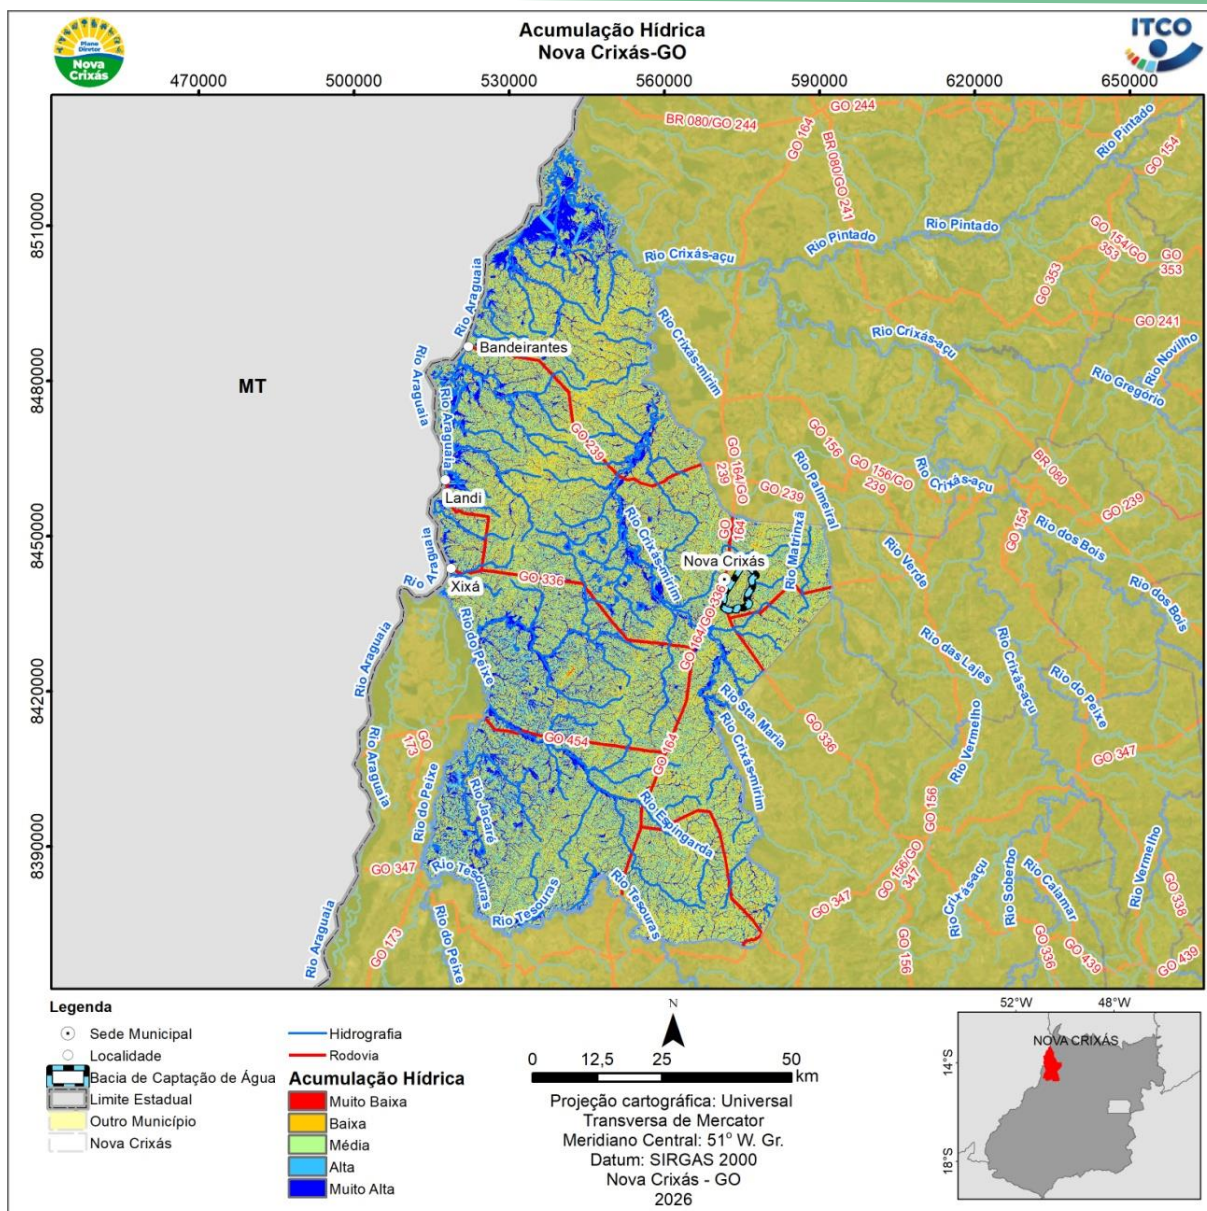 Acumulação Hídrica
Nova Crixás-GO
Plano
Diretor
Nova
Crixás
ITCO
470000
500000
530000
560000
590000
620000
650000
8510000
8480000
8450000
8420000
8390000
MT
BR 080/GO 244
GO 244
GO 164
BR 080/GO 241
GO 154
Rio Pintado
Rio Pintado
Rio Pintado
GO 154/GO
353
GO
353
GO 353
GO 241
Rio Crixás-açu
Rio Crixás-açu
Rio Novilho
Rio Gregório
Rio Araguaia
Rio Araguaia
Rio Araguaia
Bandeirantes
Rio Crixás-mirim
GO 239
GO 164/GO
239
GO 156
GO 156/GO
239
GO 239
Rio Palmeiral
Rio Crixás-açu
BR 080
GO 239
GO 154
Rio dos Bois
Rio dos Bois
Landi
Rio Araguaia
Xixá
GO 336
Rio Crixás-mirim
GO
164
Nova Crixás
Rio Matrinxã
Rio Verde
GO 164/GO 336
Rio do Peixe
Rio Araguaia
Rio das Lajes
Rio Crixás-açu
Rio do Peixe
Rio Sta. Maria
Rio Crixás-mirim
GO 336
Rio Vermelho
GO 347
GO
173
GO 454
GO 164
Rio Araguaia
Rio do Peixe
Rio Jacaré
Rio Espingarda
GO 156
GO 156/GO
347
GO 347
Rio Tesouras
Rio Tesouras
Rio Tesouras
GO 347
Rio Crixás-açu
Rio Soberbo
Rio Calamar
Rio Vermelho
GO 338
Rio Araguaia
GO 173
Rio do Peixe
GO 156
GO 336
GO 439
GO 439
Legenda
Sede Municipal
Localidade
Bacia de Captação de Água
Limite Estadual
Outro Município
Nova Crixás
Hidrografia
Rodovia
Acumulação Hídrica
Muito Baixa
Baixa
Média
Alta
Muito Alta
N
0 12,5 25 50
km
Projeção cartográfica: Universal
Transversa de Mercator
Meridiano Central: 51° W. Gr.
Datum: SIRGAS 2000
Nova Crixás - GO
2026
52°W 48°W
NOVA CRIXÁS
14°S
18°S